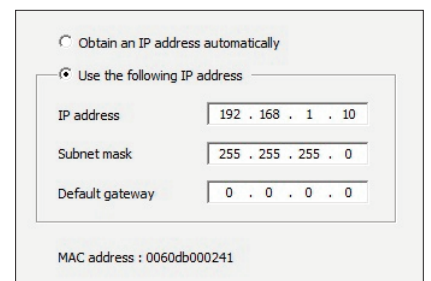 Obtain an IP address automatically
Use the following IP address
IP address 192 . 168 . 1 . 10
Subnet mask 255 . 255 . 255 . 0
Default gateway 0 . 0 . 0 . 0
MAC address : 0060db000241